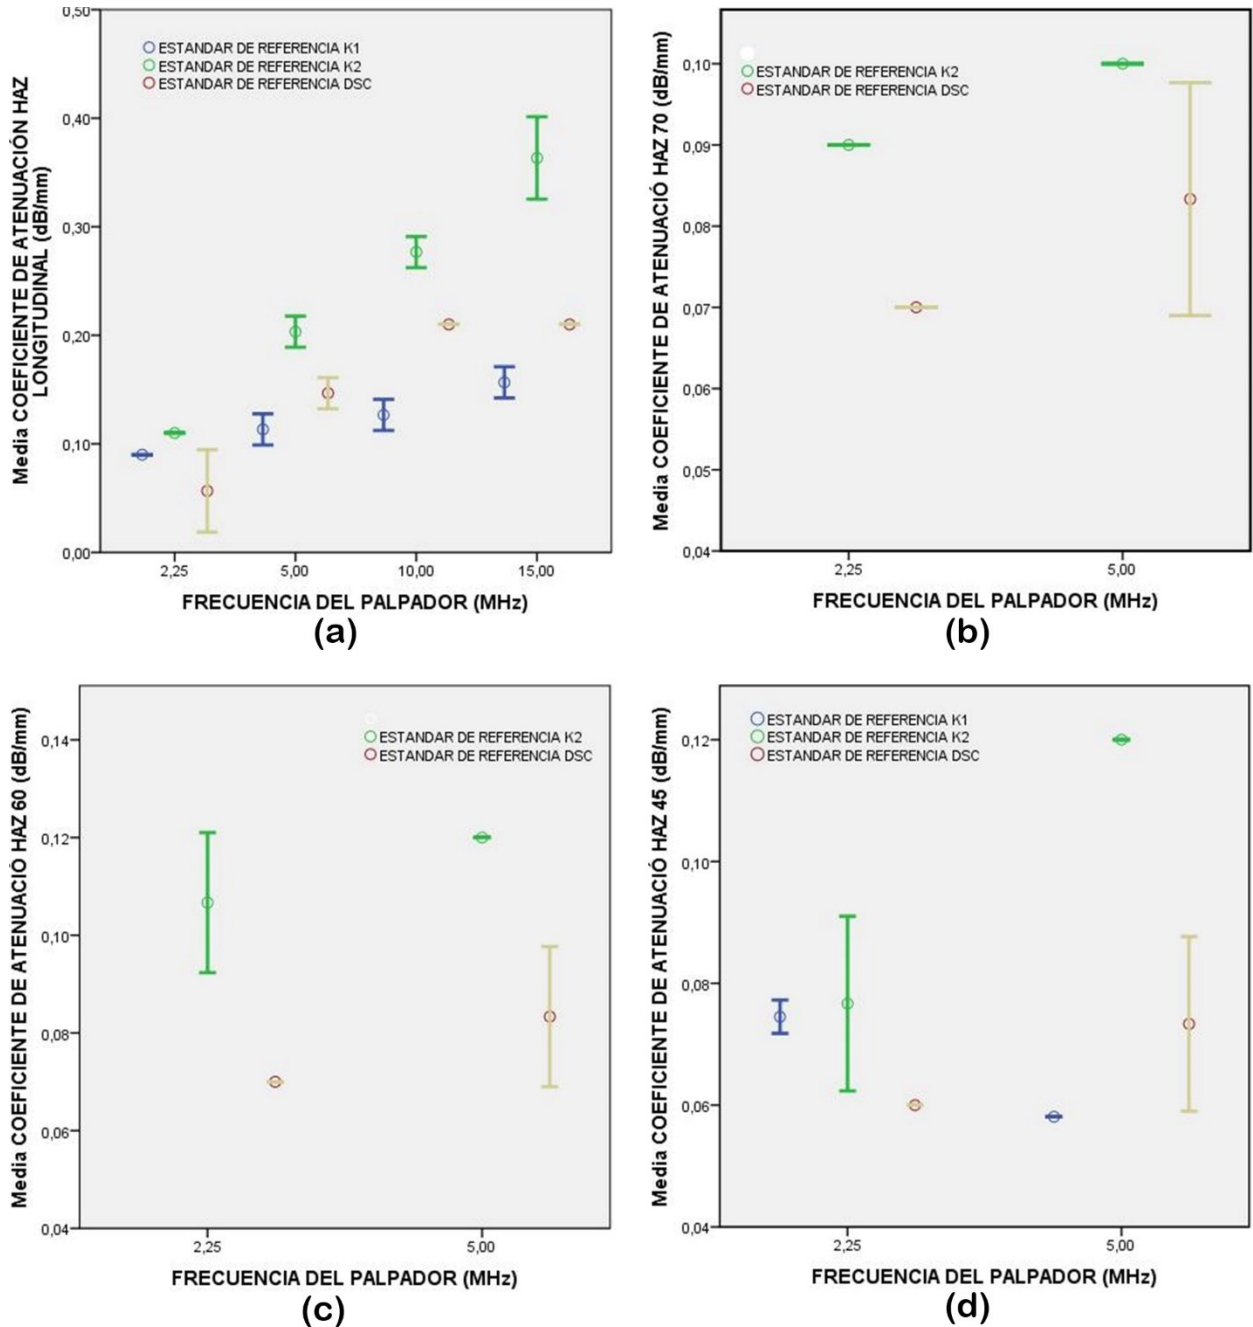 0,50
ESTANDAR DE REFERENCIA K1
ESTANDAR DE REFERENCIA K2
ESTANDAR DE REFERENCIA DSC
0,40
0,30
0,20
0,10
0,00
Media COEFICIENTE DE ATENUACIÓN HAZ
LONGITUDINAL (dB/mm)
2,25 5,00 10,00 15,00
FRECUENCIA DEL PALPADOR (MHz)
(a)
ESTANDAR DE REFERENCIA K2
ESTANDAR DE REFERENCIA DSC
0,10
0,09
0,08
0,07
0,06
0,05
0,04
Media COEFICIENTE DE ATENUACIÓ HAZ 70 (dB/mm)
2,25 5,00
FRECUENCIA DEL PALPADOR (MHz)
(b)
ESTANDAR DE REFERENCIA K2
ESTANDAR DE REFERENCIA DSC
0,14
0,12
0,10
0,08
0,06
0,04
Media COEFICIENTE DE ATENUACIÓ HAZ 60 (dB/mm)
2,25 5,00
FRECUENCIA DEL PALPADOR (MHz)
(c)
ESTANDAR DE REFERENCIA K1
ESTANDAR DE REFERENCIA K2
ESTANDAR DE REFERENCIA DSC
0,12
0,10
0,08
0,06
0,04
Media COEFICIENTE DE ATENUACIÓ HAZ 45 (dB/mm)
2,25 5,00
FRECUENCIA DEL PALPADOR (MHz)
(d)